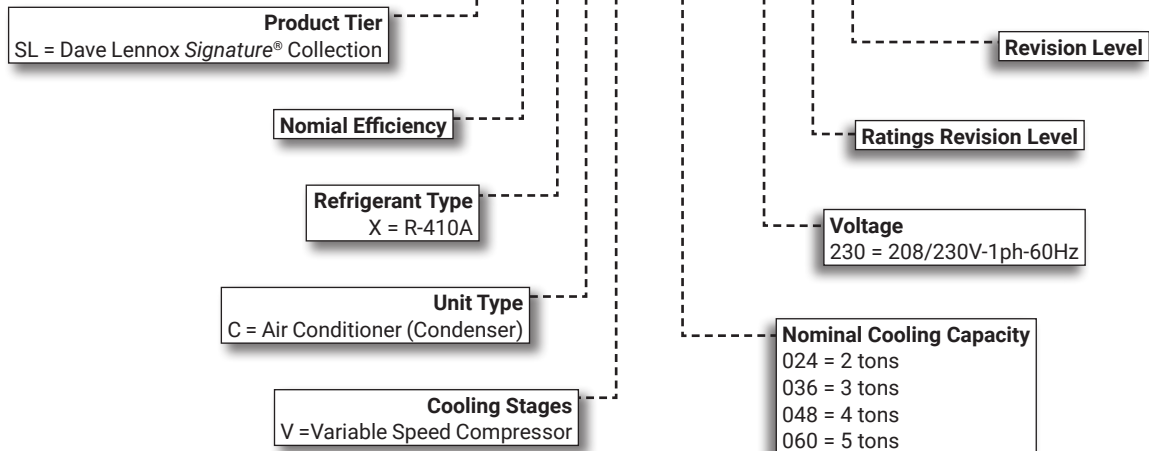 Product Tier
SL = Dave Lennox Signature® Collection
Revision Level
Nomial Efficiency
Ratings Revision Level
Refrigerant Type
X = R-410A
Voltage
230 = 208/230V-1ph-60Hz
Unit Type
C = Air Conditioner (Condenser)
Nominal Cooling Capacity
024 = 2 tons
036 = 3 tons
048 = 4 tons
060 = 5 tons
Cooling Stages
V =Variable Speed Compressor